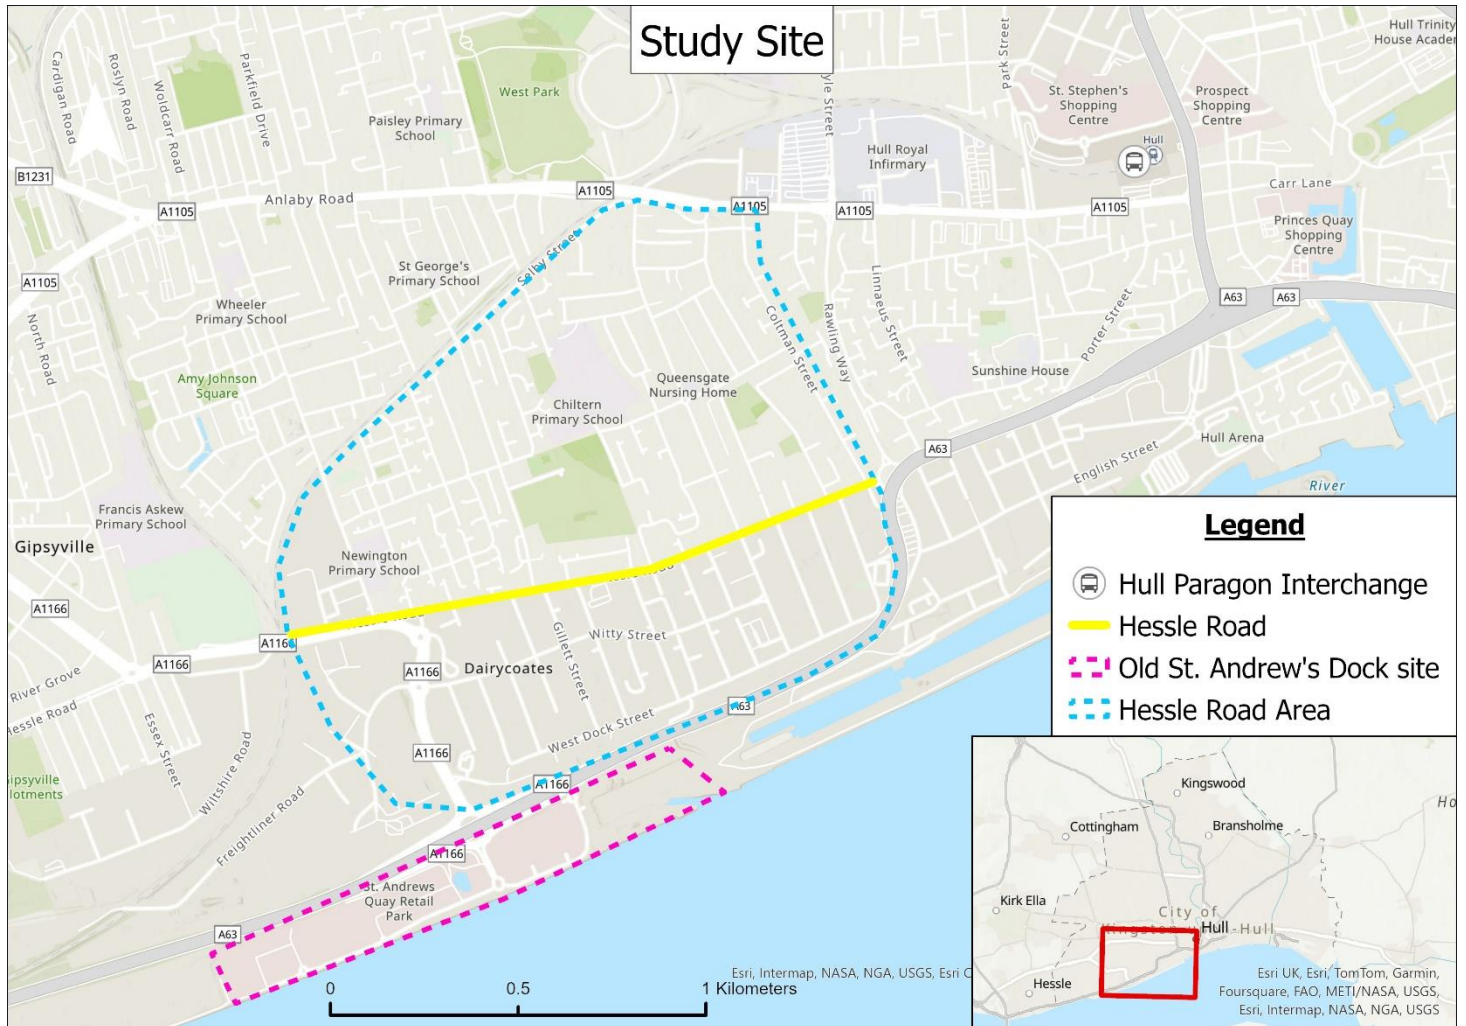 Study Site
Cardigan Road
Roslyn Road
Woldcarr Road
Parkfield Drive
Paisley Primary
School
West Park
Park Street
St. Stephen's
Shopping
Centre
Prospect
Shopping
Centre
Hull Trinity
Hull Royal
Infirmary
Hull
B1231
A1105
Anlaby Road
A1105
A1105
A1105
A1105
Carr Lane
Princes Quay
Shopping
Centre
A1105
Selby Street
St George's
Primary School
Wheeler
Primary School
North Road
Linnaeus Street
Rawling Way
Coltman Street
Porter Street
A63
A63
Amy Johnson
Square
Queensgate
Nursing Home
Sunshine House
Chiltern
Primary School
A63
English Street
Hull Arena
River
Francis Askew
Primary School
Gipsyville
Newington
Primary School
A1166
A1166
A1166
A1166
Witty Street
Gillett Street
Dairycoates
River Grove
Hessle Road
Essex Street
Wiltshire Road
Freightliner Road
West Dock Street
A63
A1166
A1166
A1166
St. Andrews
Quay Retail
Park
A63
Legend
Hull Paragon Interchange
Hessle Road
Old St. Andrew's Dock site
Hessle Road Area
Kingswood
Cottingham
Bransholme
Kirk Ella
City of
Hull
-Hull
Hessle
Esri, Intermap, NASA, NGA, USGS, Esri
0 0.5 1 Kilometers
Esri UK, Esri, TomTom, Garmin,
Foursquare, FAO, METI/NASA, USGS,
Esri, Intermap, NASA, NGA, USGS